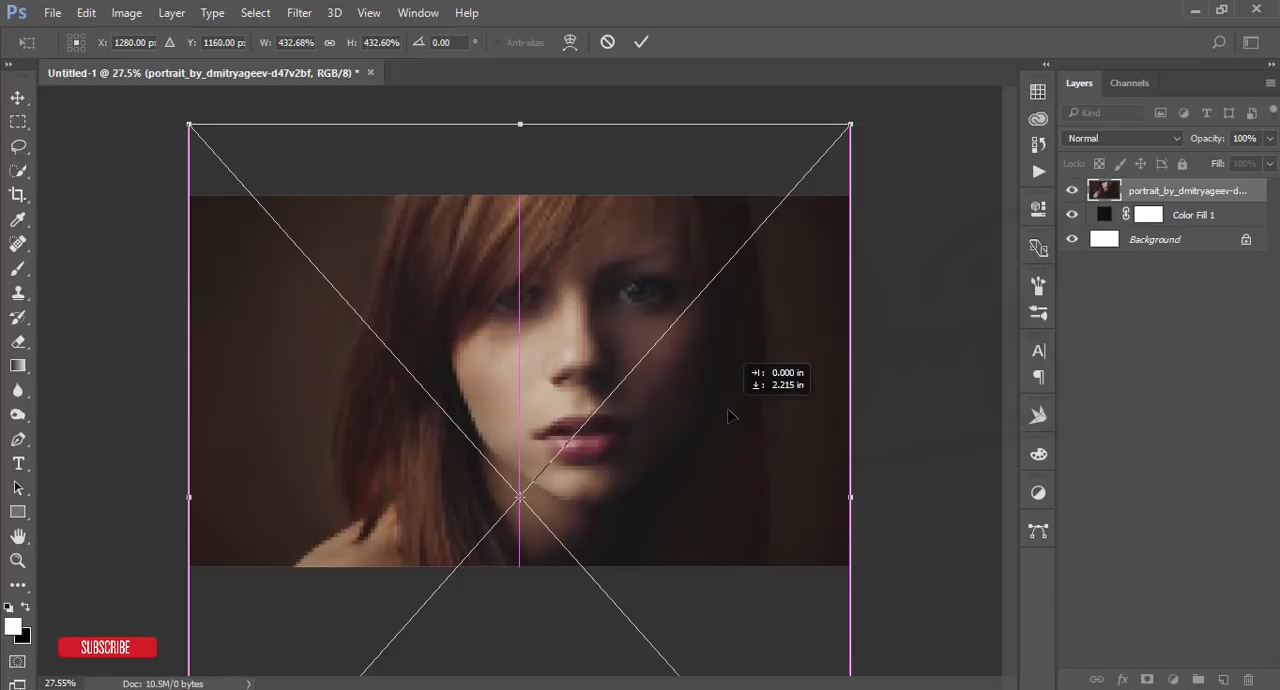 Ps File Edit Image Layer Type Select Filter 3D View Window Help
X: 1280.00 px Y: 1160.00 px W: 432.68% H: 432.60% 0.00 ° Anti-alias
Untitled-1 @ 27.5% (portrait_by_dmitryageev-d47v2bf, RGB/8) * ×
Layers Channels
Kind
Normal Opacity: 100%
Lock: Fill: 100%
portrait_by_dmitryageev-d...
Color Fill 1
Background
: 0.000 in
: 2.215 in
SUBSCRIBE
27.55% Doc: 10.5M/0 bytes